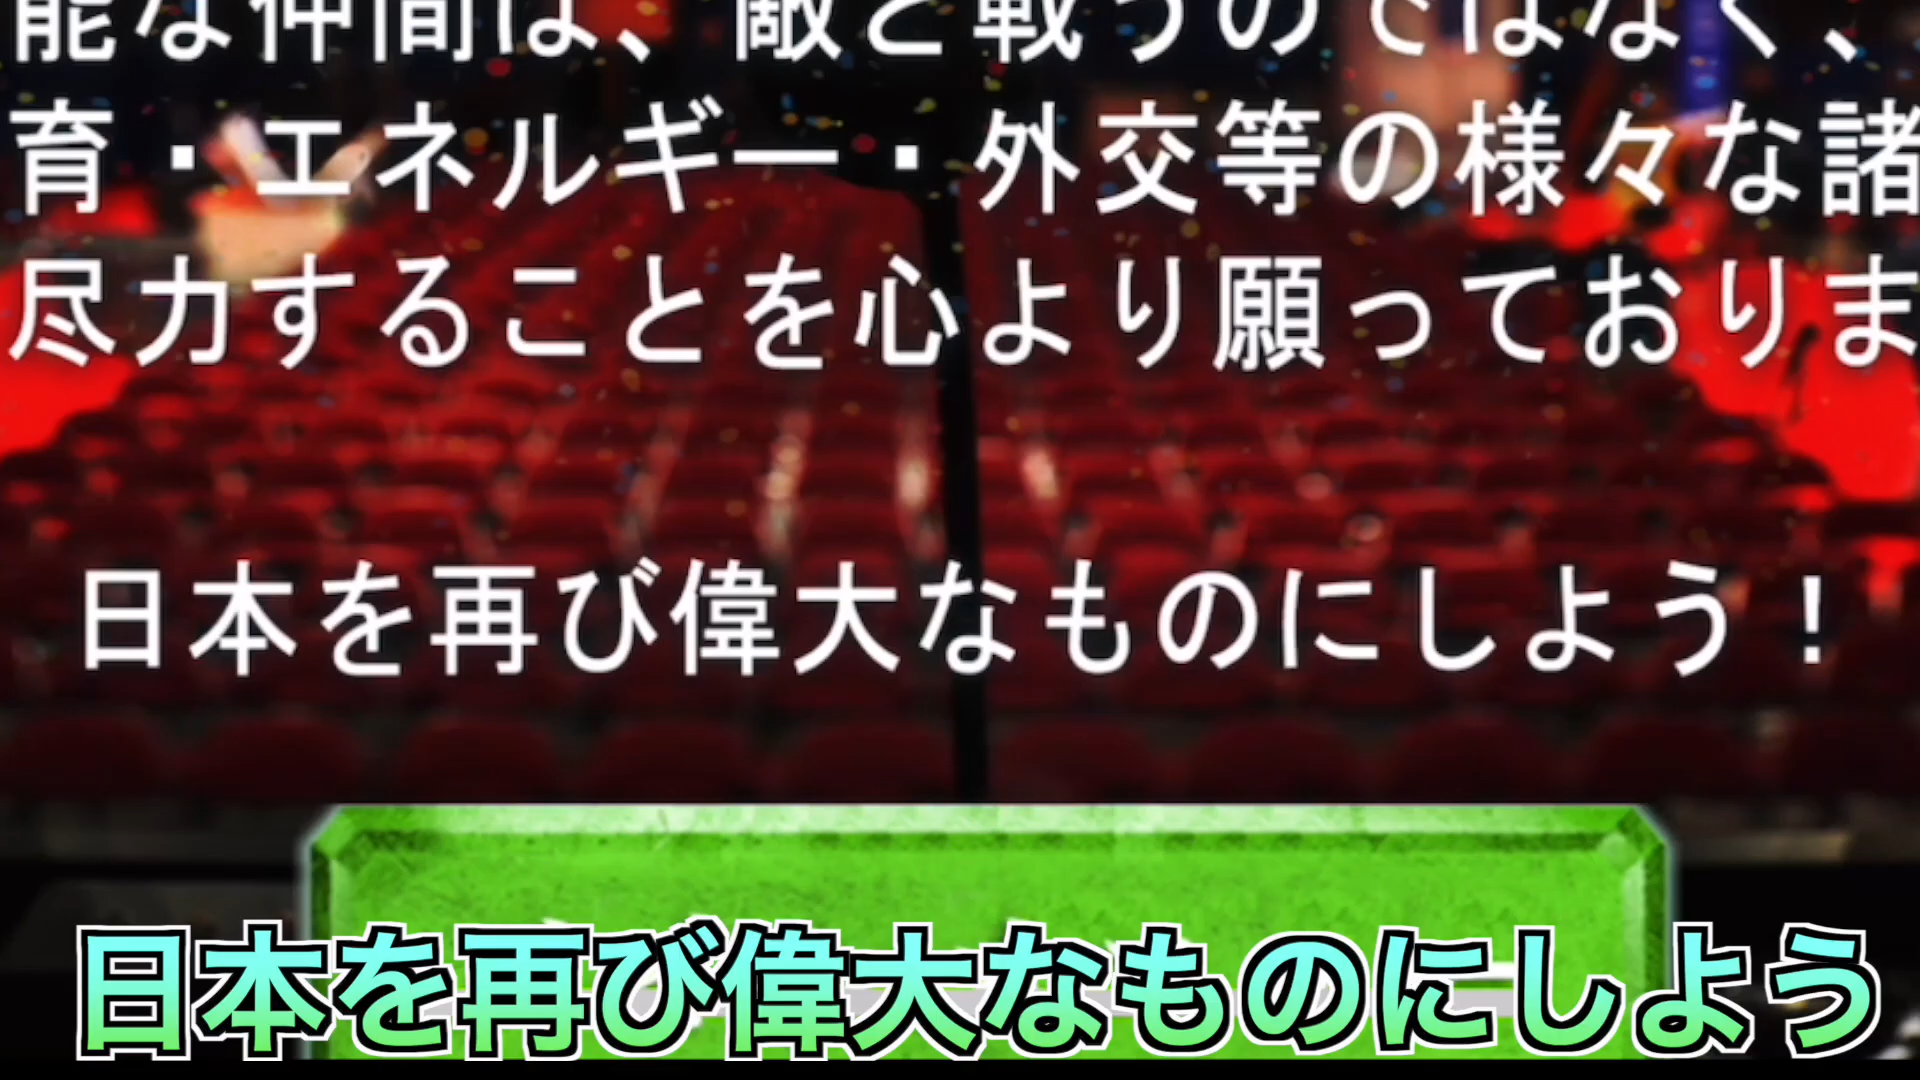 能な仲間は、敵と戦うのではなく、
育・エネルギー・外交等の様々な諸
尽力することを心より願っておりま
日本を再び偉大なものにしよう！
日本を再び偉大なものにしよう